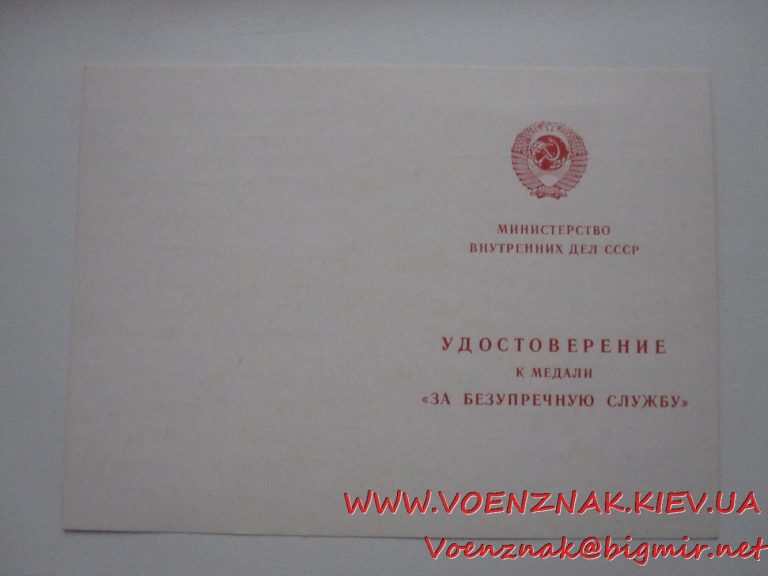 МИНИСТЕРСТВО
ВНУТРЕННИХ ДЕЛ СССР
УДОСТОВЕРЕНИЕ
К МЕДАЛИ
«ЗА БЕЗУПРЕЧНУЮ СЛУЖБУ»
WWW.VOENZNAK.KIEV.UA
Voenznak@bigmir.net